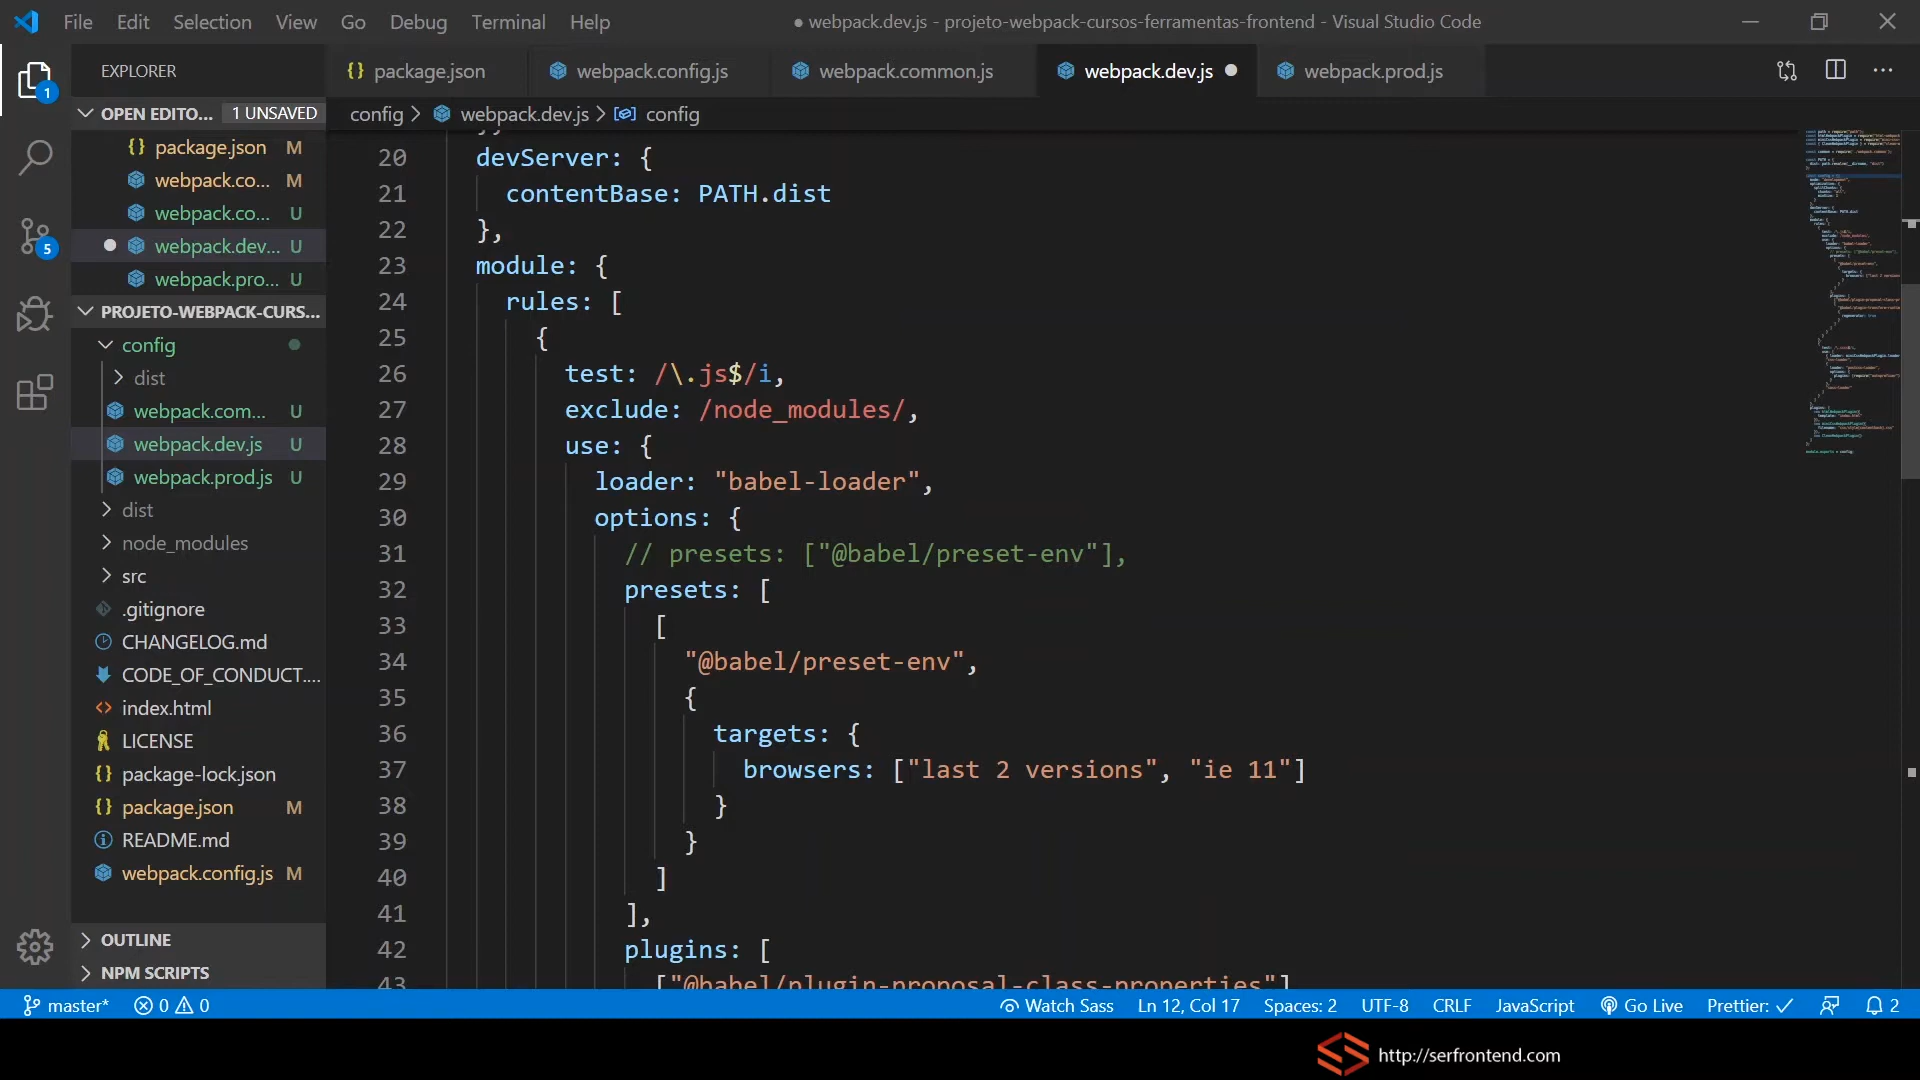 File Edit Selection View Go Debug Terminal Help
● webpack.dev.js - projeto-webpack-cursos-ferramentas-frontend - Visual Studio Code
EXPLORER
1
5
OPEN EDITO... 1 UNSAVED
{} package.json M
webpack.co... M
webpack.co... U
webpack.dev... U
webpack.pro... U
PROJETO-WEBPACK-CURS...
config
dist
webpack.com... U
webpack.dev.js U
webpack.prod.js U
dist
node_modules
src
.gitignore
CHANGELOG.md
CODE_OF_CONDUCT....
index.html
LICENSE
{} package-lock.json
{} package.json M
README.md
webpack.config.js M
OUTLINE
NPM SCRIPTS
{} package.json webpack.config.js webpack.common.js webpack.dev.js webpack.prod.js
config > webpack.dev.js > config
20 devServer: {
21 contentBase: PATH.dist
22 },
23 module: {
24 rules: [
25 {
26 test: /\.js$/i,
27 exclude: /node_modules/,
28 use: {
29 loader: "babel-loader",
30 options: {
31 // presets: ["@babel/preset-env"],
32 presets: [
33 [
34 "@babel/preset-env",
35 {
36 targets: {
37 browsers: ["last 2 versions", "ie 11"]
38 }
39 }
40 ]
41 ],
42 plugins: [
43 ["@babel/plugin-proposal-class-properties"]
master* 0 0 Watch Sass Ln 12, Col 17 Spaces: 2 UTF-8 CRLF JavaScript Go Live Prettier: ✓ 2
http://serfrontend.com